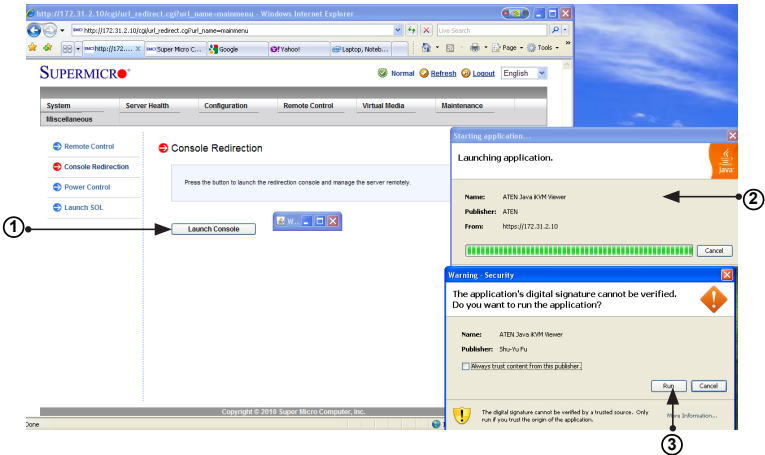 http://172.31.2.10/cgi/url_redirect.cgi?url_name=mainmenu - Windows Internet Explorer
http://172.31.2.10/cgi/url_redirect.cgi?url_name=mainmenu
Live Search
http://172.... Super Micro C... Google Yahoo! Laptop, Noteb... Page Tools
SUPERMICR
Normal Refresh Logout English
System Server Health Configuration Remote Control Virtual Media Maintenance
Miscellaneous
Remote Control
Console Redirection
Power Control
Launch SOL
Console Redirection
Press the button to launch the redirection console and manage the server remotely.
Launch Console
W...
1
Starting application...
Launching application.
Java
Name: ATEN Java iKVM Viewer
Publisher: ATEN
From: https://172.31.2.10
Cancel
2
Warning - Security
The application's digital signature cannot be verified.
Do you want to run the application?
Name: ATEN Java iKVM Viewer
Publisher: Shu-Yu Fu
Always trust content from this publisher.
Run Cancel
The digital signature cannot be verified by a trusted source. Only
run if you trust the origin of the application.
More Information...
3
Copyright © 2010 Super Micro Computer, Inc.
Done